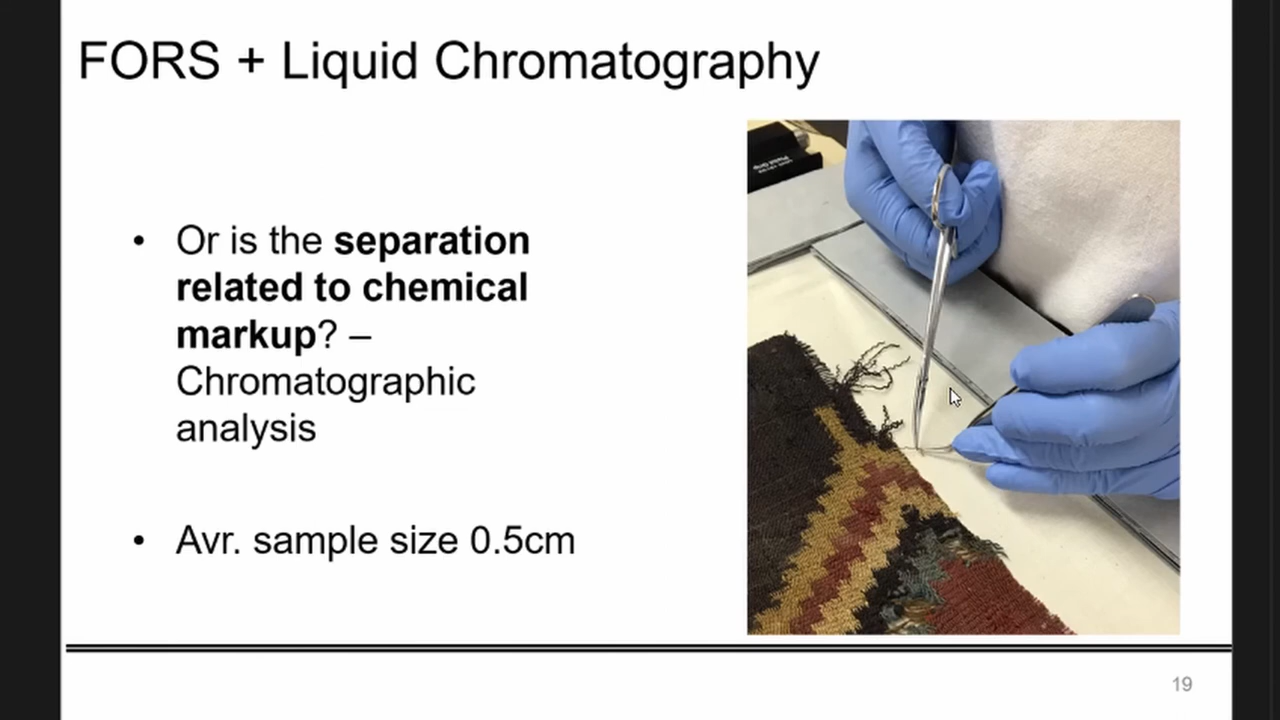 FORS + Liquid Chromatography
• Or is the separation
related to chemical
markup? –
Chromatographic
analysis
• Avr. sample size 0.5cm
19